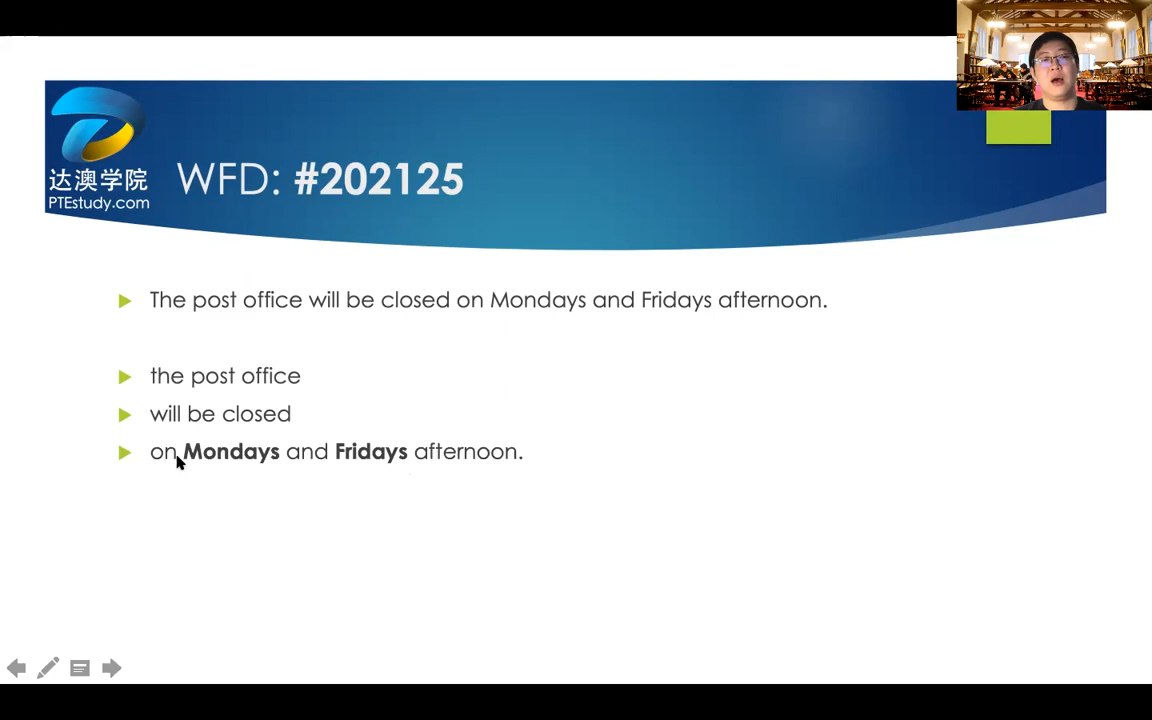 达澳学院
PTEstudy.com
WFD: #202125
The post office will be closed on Mondays and Fridays afternoon.
the post office
will be closed
on Mondays and Fridays afternoon.